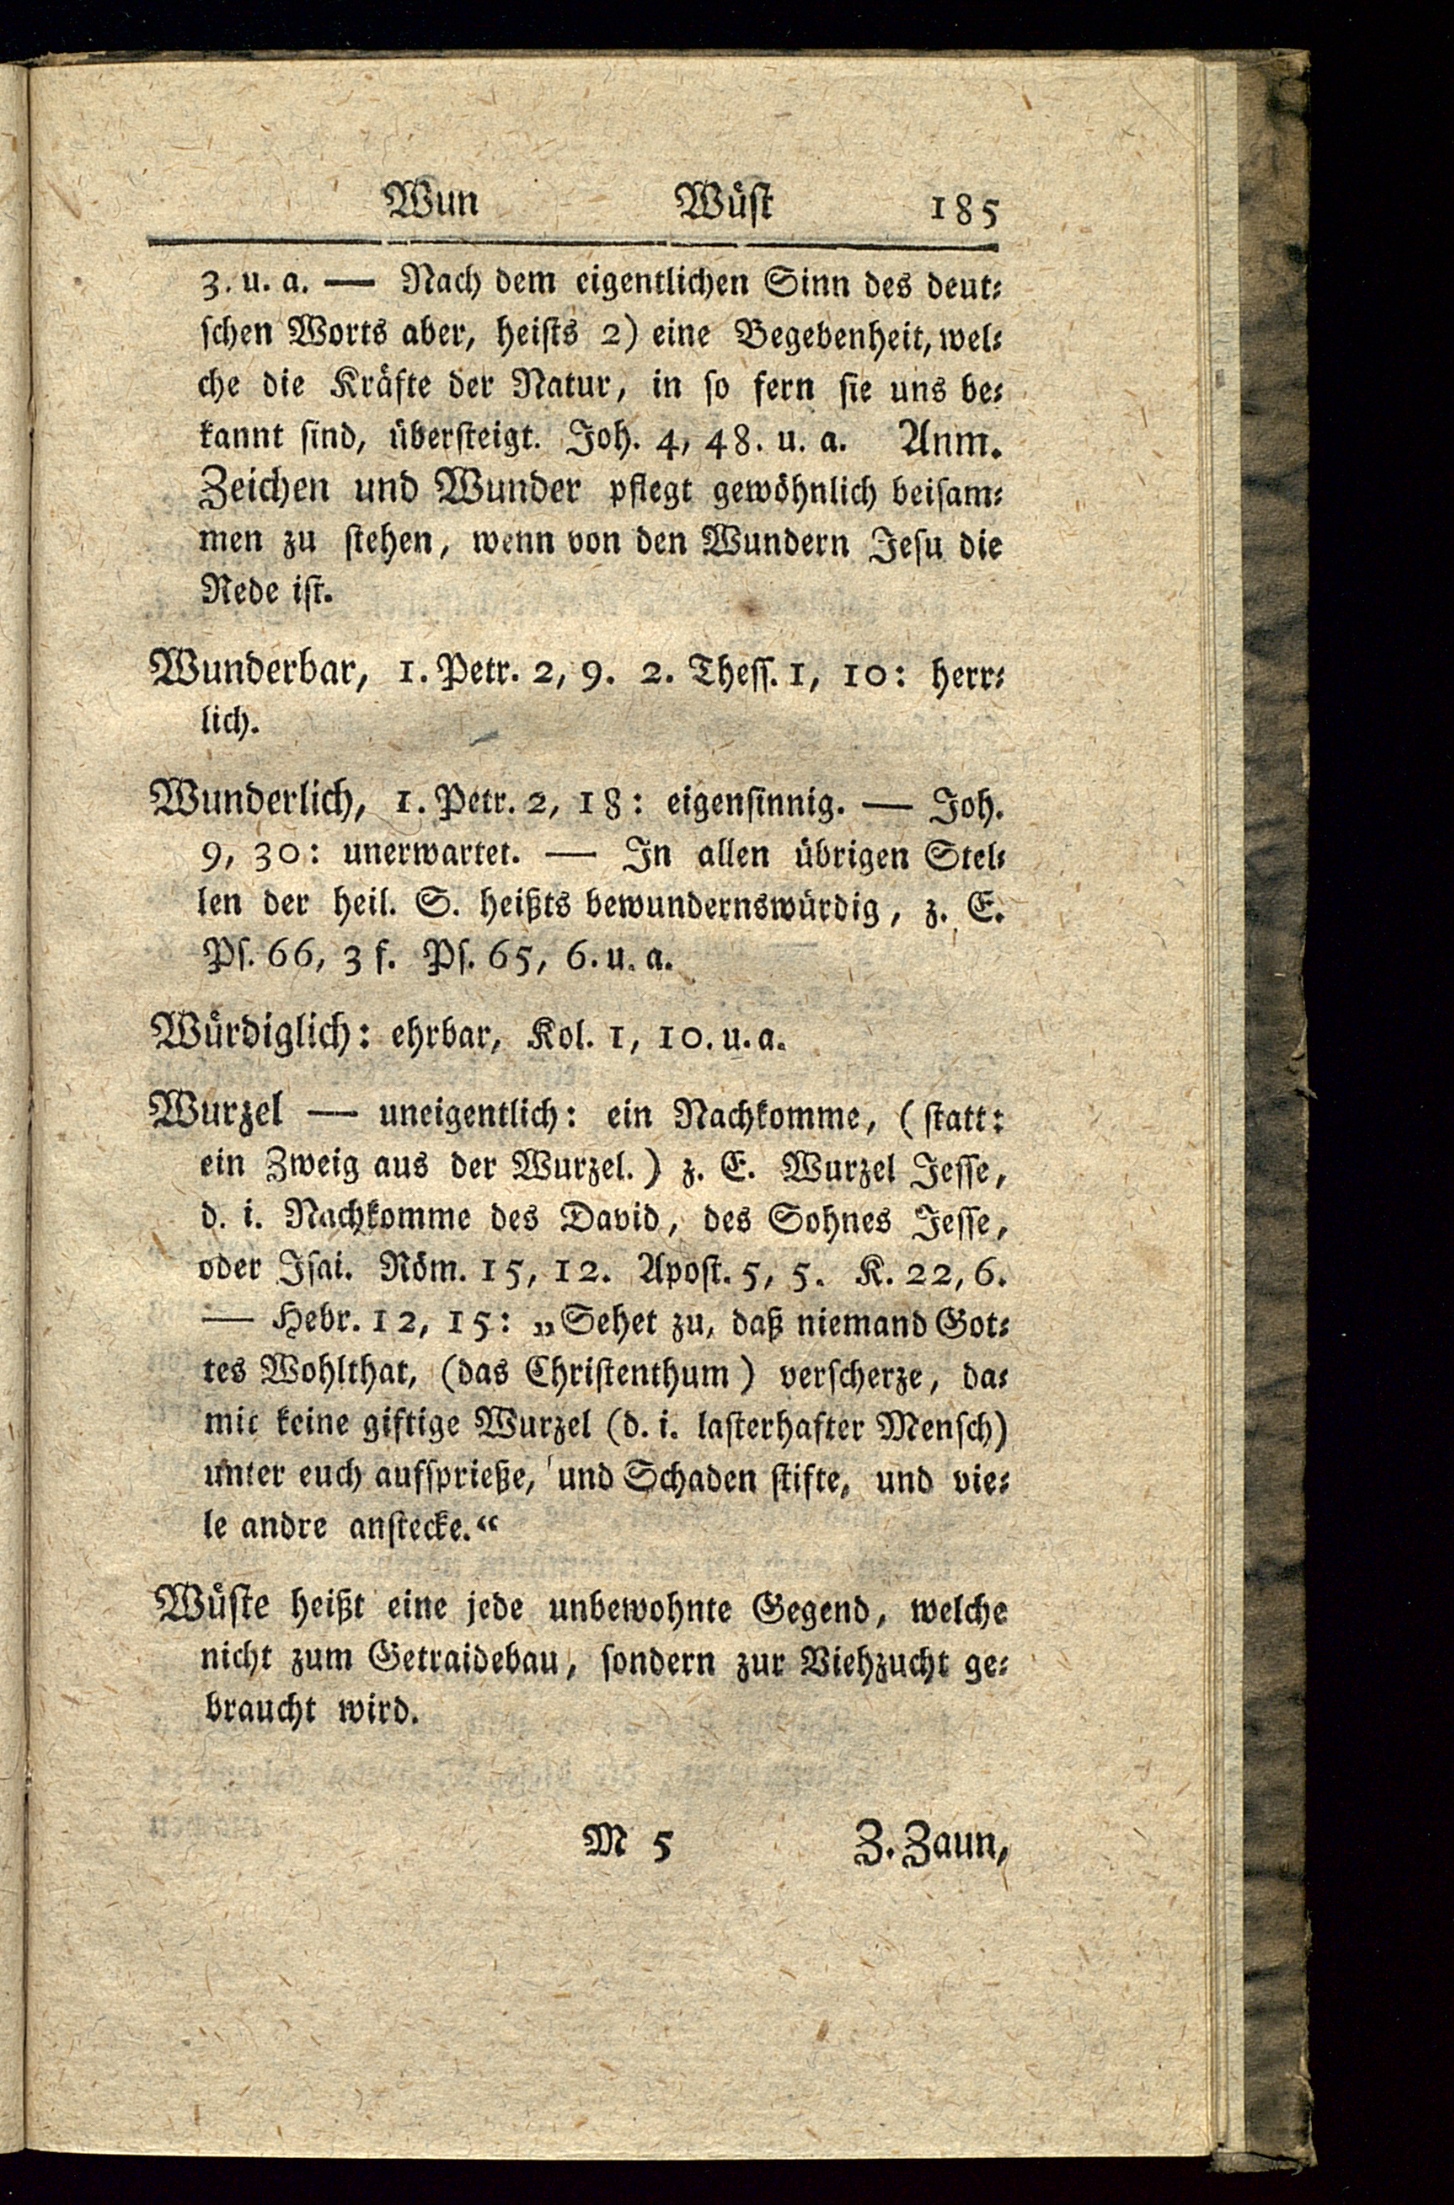 Wun Wüst 185
3. u. a. — Nach dem eigentlichen Sinn des deut⸗
schen Worts aber, heists 2) eine Begebenheit, wel⸗
che die Kräfte der Natur, in so fern sie uns be⸗
kannt sind, übersteigt. Joh. 4, 48. u. a. Anm.
Zeichen und Wunder pflegt gewöhnlich beisam⸗
men zu stehen, wenn von den Wundern Jesu die
Rede ist.
Wunderbar, 1. Petr. 2, 9. 2. Thess. 1, 10: herr⸗
lich.
Wunderlich, 1. Petr. 2, 18: eigensinnig. — Joh.
9, 30: unerwartet. — In allen übrigen Stel⸗
len der heil. S. heißts bewundernswürdig, z. E.
Ps. 66, 3 f. Ps. 65, 6. u. a.
Würdiglich: ehrbar, Kol. 1, 10. u. a.
Wurzel — uneigentlich: ein Nachkomme, (statt:
ein Zweig aus der Wurzel.) z. E. Wurzel Jesse,
d. i. Nachkomme des David, des Sohnes Jesse,
oder Isai. Röm. 15, 12. Apost. 5, 5. K. 22, 6.
— Hebr. 12, 15: „Sehet zu, daß niemand Got⸗
tes Wohlthat, (das Christenthum) verscherze, da⸗
mit keine giftige Wurzel (d. i. lasterhafter Mensch)
unter euch aufsprieße, und Schaden stifte, und vie⸗
le andre anstecke.“
Wüste heißt eine jede unbewohnte Gegend, welche
nicht zum Getraidebau, sondern zur Viehzucht ge⸗
braucht wird.
M 5 Z. Zaun,